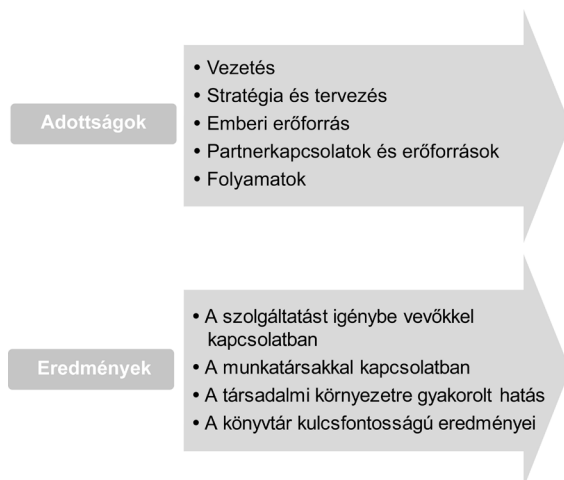 Adottságok
• Vezetés
• Stratégia és tervezés
• Emberi erőforrás
• Partnerkapcsolatok és erőforrások
• Folyamatok
Eredmények
• A szolgáltatást igénybe vevőkkel
kapcsolatban
• A munkatársakkal kapcsolatban
• A társadalmi környezetre gyakorolt hatás
• A könyvtár kulcsfontosságú eredményei